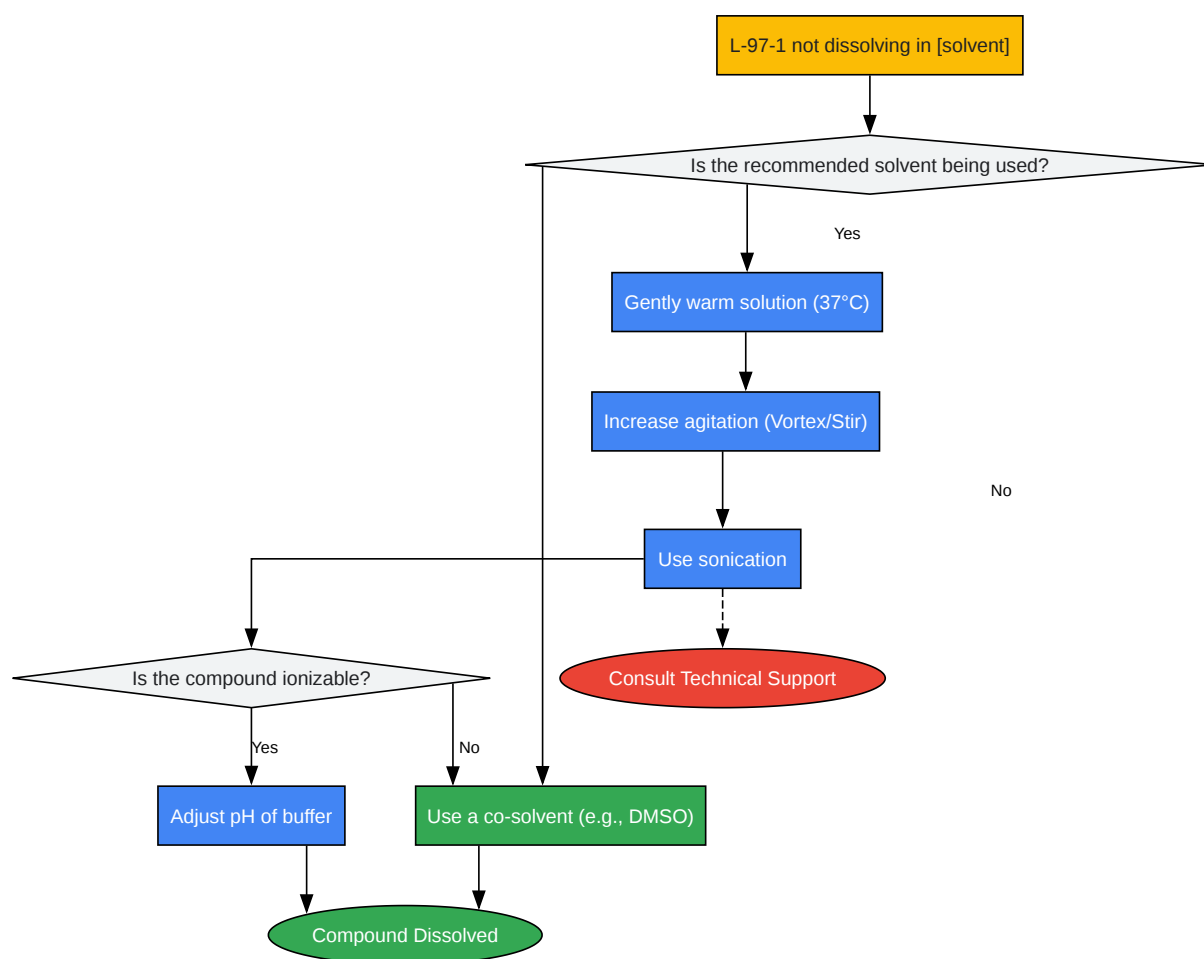 L-97-1 not dissolving in [solvent]
Is the recommended solvent being used?
Yes
Gently warm solution (37°C)
Increase agitation (Vortex/Stir)
No
Use sonication
Is the compound ionizable?
Consult Technical Support
Yes
No
Adjust pH of buffer
Use a co-solvent (e.g., DMSO)
Compound Dissolved